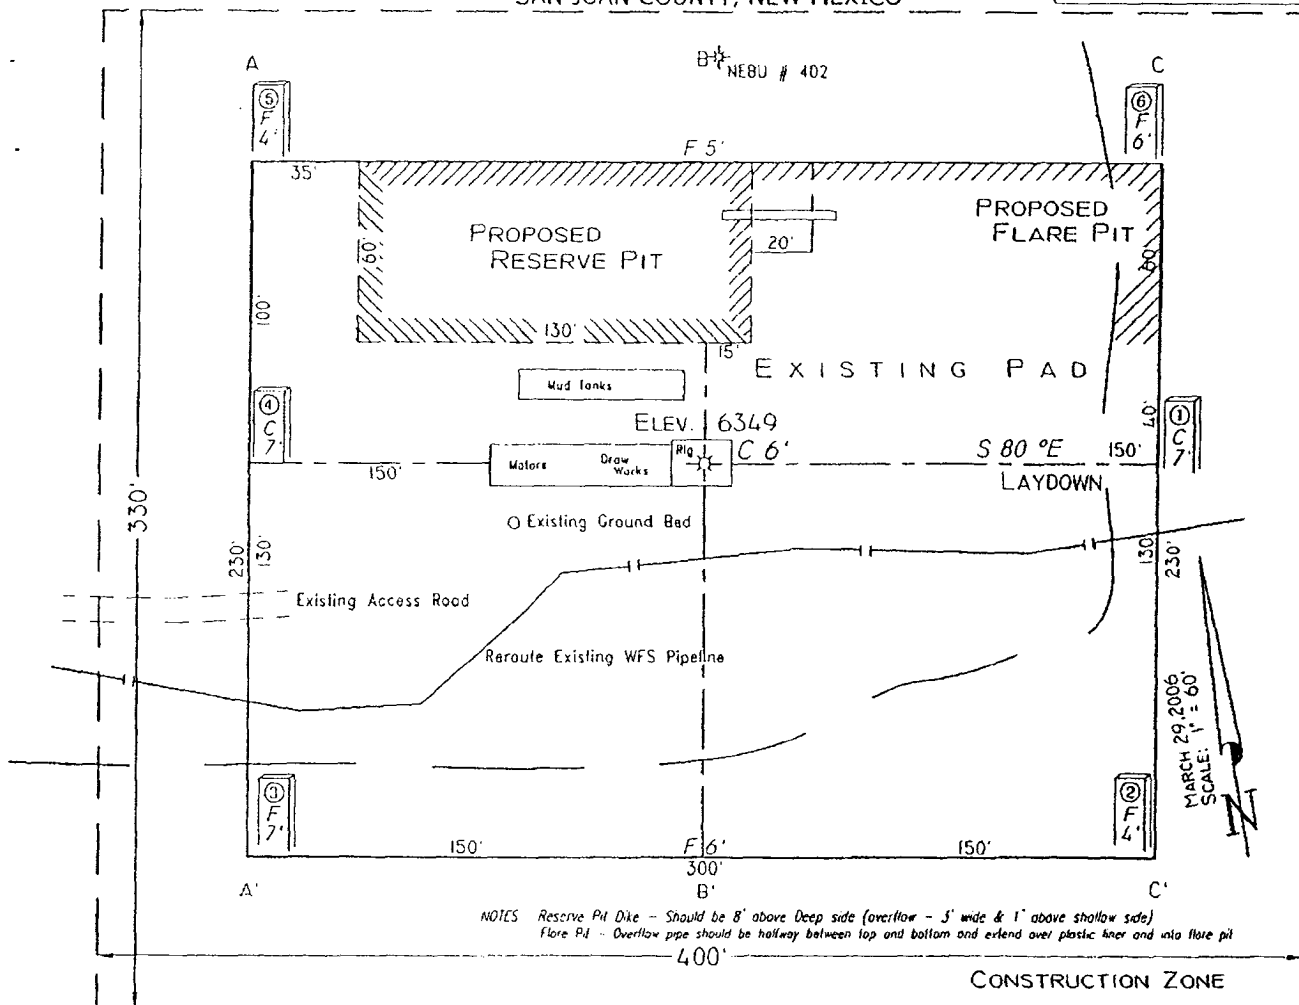 SAN JUAN COUNTY, NEW MEXICO
A
B
NEBU # 402
C
5
F
4'
6
F
6'
F 5'
35'
PROPOSED
RESERVE PIT
60'
20'
PROPOSED
FLARE PIT
60'
100'
130'
15'
EXISTING PAD
Mud Tanks
40'
4
C
7'
ELEV. 6349
1
C
7'
Rig
C 6'
S 80 °E
150'
150'
Motors
Draw
Works
LAYDOWN
330'
Existing Ground Bed
230'
130'
130'
230'
Existing Access Road
Reroute Existing WFS Pipeline
MARCH 29,2006
SCALE: 1" = 60'
N
3
F
7'
2
F
4'
150'
F 6'
150'
300'
A'
B'
C'
NOTES Reserve Pit Dike - Should be 8' above Deep side (overflow - 3' wide & 1' above shallow side)
Flare Pit - Overflow pipe should be halfway between top and bottom and extend over plastic liner and into flare pit
400'
CONSTRUCTION ZONE